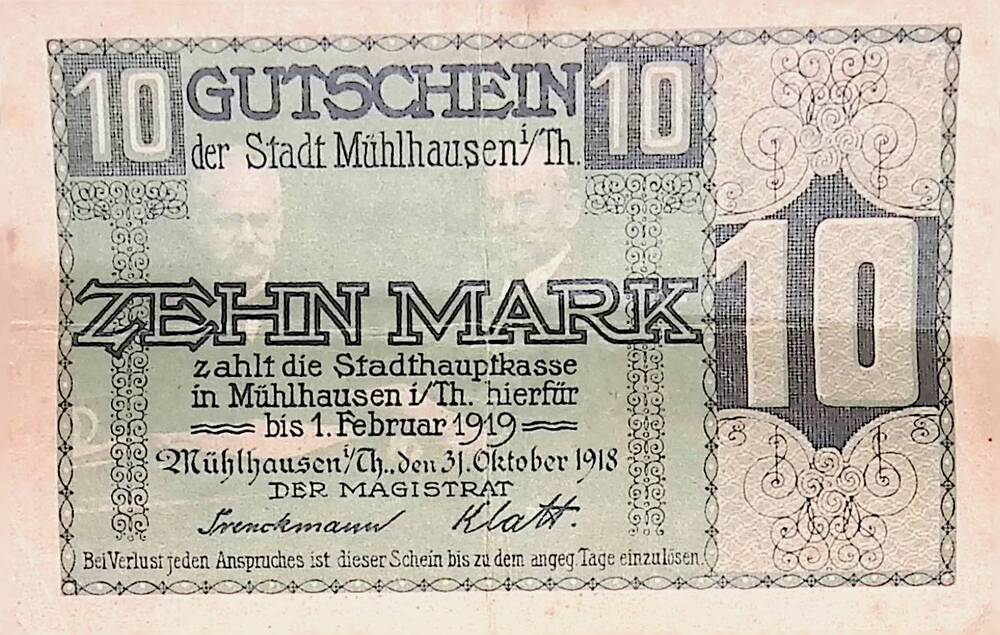 10 GUTSCHEIN 10
der Stadt Mühlhausen i/Th.
ZEHN MARK
10
zahlt die Stadthauptkasse
in Mühlhausen i/Th. hierfür
bis 1. Februar 1919
Mühlhausen i/Th., den 31. Oktober 1918
DER MAGISTRAT
Trenckmann Klatt.
Bei Verlust jeden Anspruches ist dieser Schein bis zu dem angeg. Tage einzulösen.